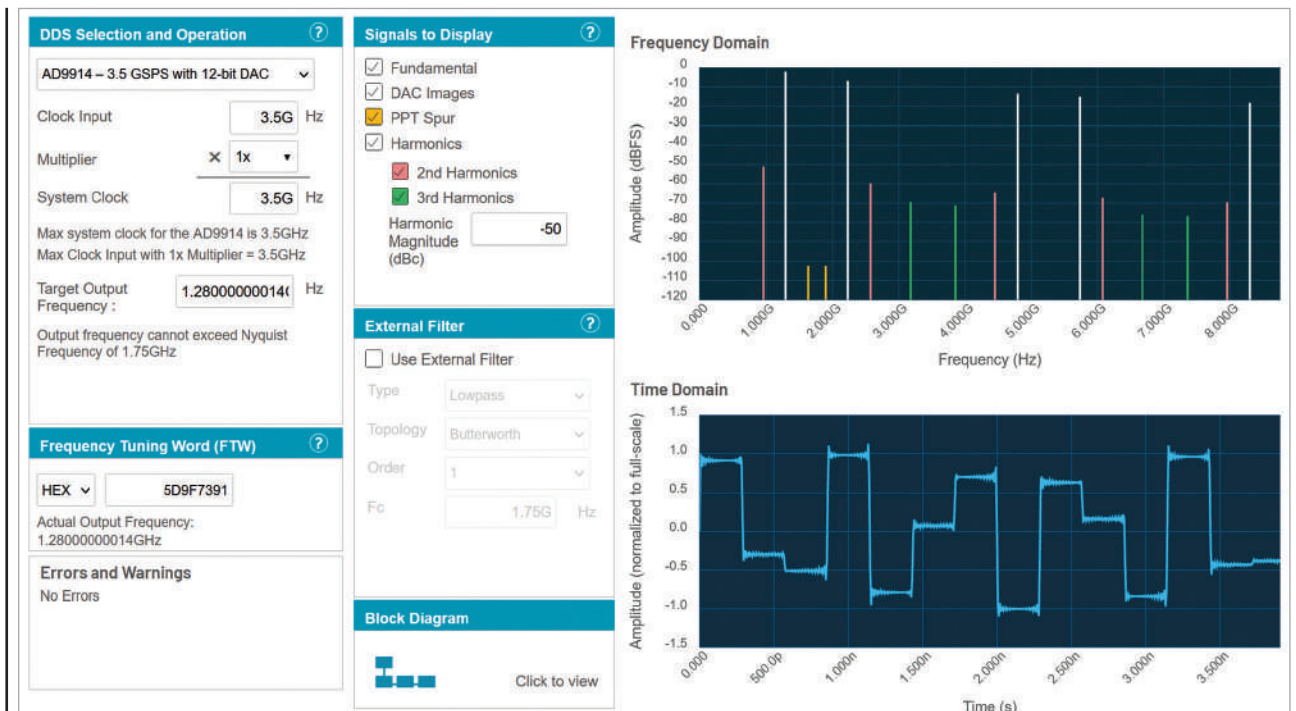 DDS Selection and Operation ?
AD9914 – 3.5 GSPS with 12-bit DAC
Clock Input 3.5G Hz
Multiplier × 1x
System Clock 3.5G Hz
Max system clock for the AD9914 is 3.5GHz
Max Clock Input with 1x Multiplier = 3.5GHz
Target Output
Frequency :
1.2800000014( Hz
Output frequency cannot exceed Nyquist
Frequency of 1.75GHz
Frequency Tuning Word (FTW) ?
HEX 5D9F7391
Actual Output Frequency:
1.28000000014GHz
Errors and Warnings
No Errors
Signals to Display ?
Fundamental
DAC Images
PPT Spur
Harmonics
2nd Harmonics
3rd Harmonics
Harmonic
Magnitude
(dBc)
-50
External Filter ?
Use External Filter
Type Lowpass
Topology Butterworth
Order 1
Fc 1.75G Hz
Block Diagram
Click to view
Frequency Domain
Amplitude (dBFS)
0
-10
-20
-30
-40
-50
-60
-70
-80
-90
-100
-110
-120
0.000
1.000G
2.000G
3.000G
4.000G
5.000G
6.000G
7.000G
8.000G
Frequency (Hz)
Time Domain
Amplitude (normalized to full-scale)
1.5
1.0
0.5
0.0
-0.5
-1.0
-1.5
0.000
500.0p
1.000n
1.500n
2.000n
2.500n
3.000n
3.500n
Time (s)